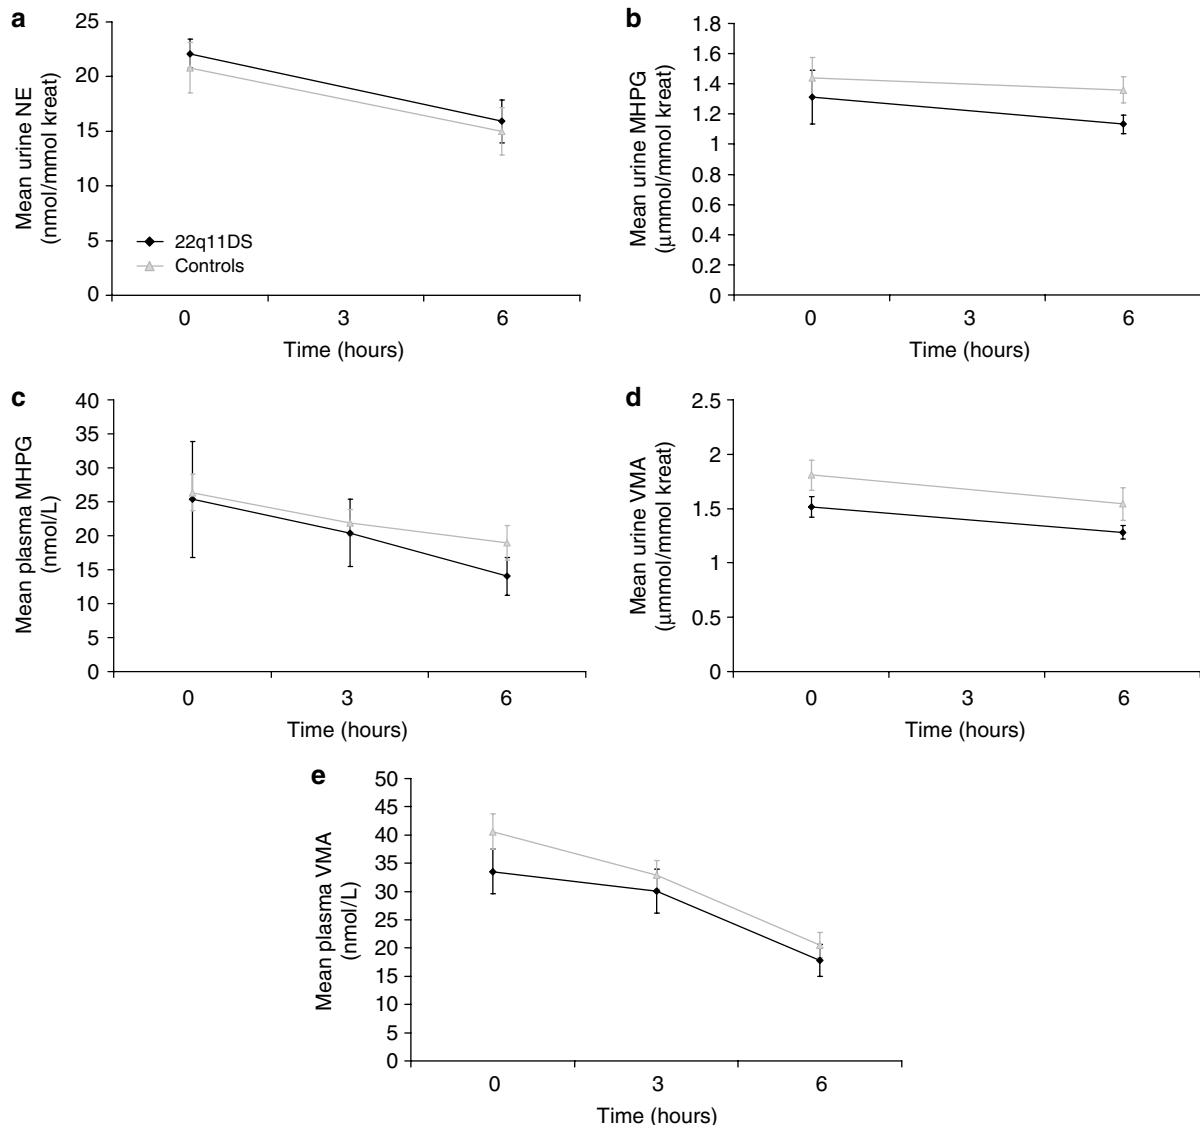 a
Mean urine NE
(nmol/mmol kreat)
25
20
15
10
5
0
22q11DS
Controls
0 3 6
Time (hours)
b
Mean urine MHPG
(μmmol/mmol kreat)
1.8
1.6
1.4
1.2
1
0.8
0.6
0.4
0.2
0
0 3 6
Time (hours)
c
Mean plasma MHPG
(nmol/L)
40
35
30
25
20
15
10
5
0
0 3 6
Time (hours)
d
Mean urine VMA
(μmmol/mmol kreat)
2.5
2
1.5
1
0.5
0
0 3 6
Time (hours)
e
Mean plasma VMA
(nmol/L)
50
45
40
35
30
25
20
15
10
5
0
0 3 6
Time (hours)